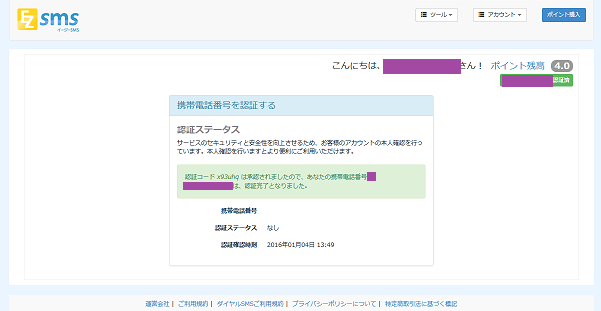 EZ sms
イージーSMS
ツール
アカウント
ポイント購入
こんにちは、 さん！ ポイント残高 4.0
認証済
携帯電話番号を認証する
認証ステータス
サービスのセキュリティと安全性を向上させるため、お客様のアカウントの本人確認を行っ
ています。本人確認を行いますとより便利にご利用いただけます。
認証コード x93uhg は承認されましたので、あなたの携帯電話番号
は、認証完了となりました。
携帯電話番号
認証ステータス なし
認証確認時刻 2016年01月04日 13:49
運営会社 | ご利用規約 | ダイヤルSMSご利用規約 | プライバシーポリシーについて | 特定商取引法に基づく標記